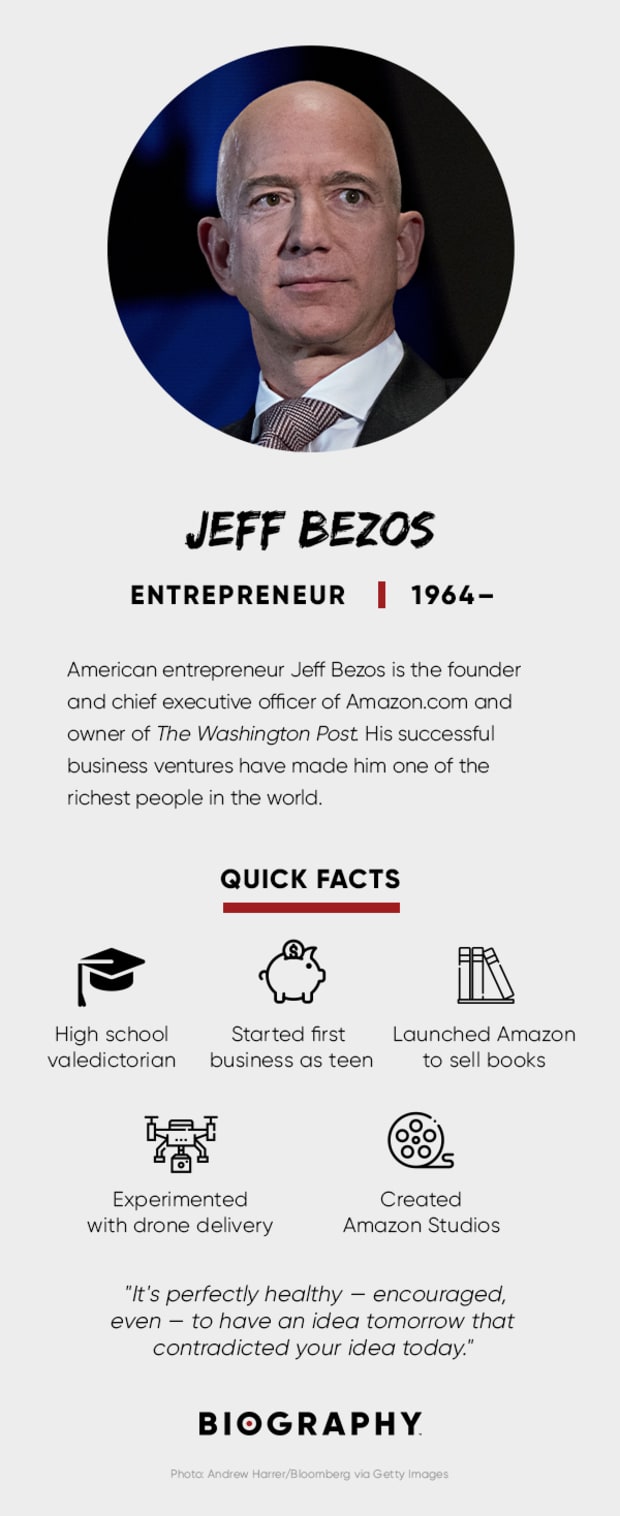 JEFF BEZOS
ENTREPRENEUR | 1964–
American entrepreneur Jeff Bezos is the founder
and chief executive officer of Amazon.com and
owner of The Washington Post. His successful
business ventures have made him one of the
richest people in the world.
QUICK FACTS
High school
valedictorian
Started first
business as teen
Launched Amazon
to sell books
Experimented
with drone delivery
Created
Amazon Studios
"It's perfectly healthy — encouraged,
even — to have an idea tomorrow that
contradicted your idea today."
BIOGRAPHY
Photo: Andrew Harrer/Bloomberg via Getty Images